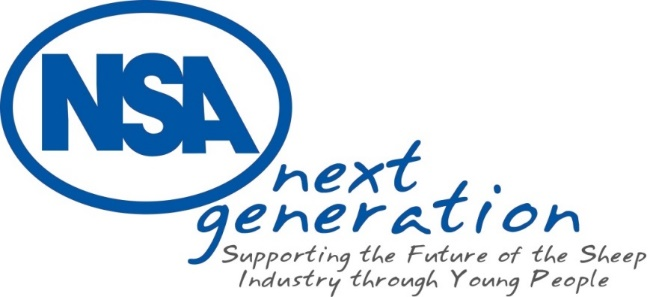 NSA
next
generation
Supporting the Future of the Sheep
Industry through Young People